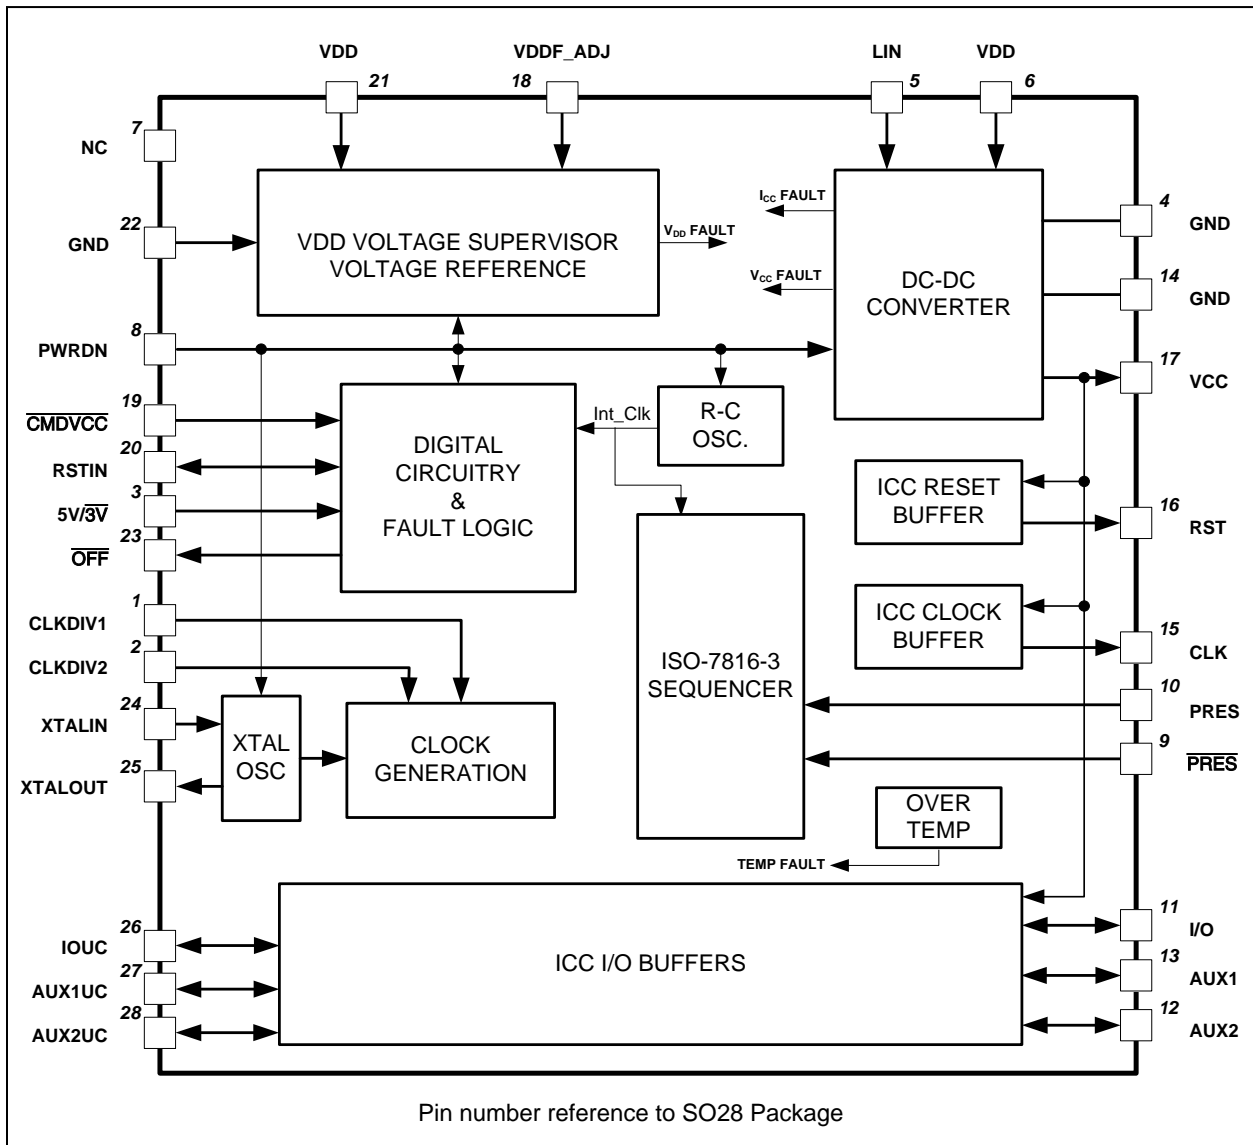 VDD
21
VDDF_ADJ
18
LIN
5
VDD
6
7
NC
22
GND
VDD VOLTAGE SUPERVISOR
VOLTAGE REFERENCE
VDD FAULT
ICC FAULT
VCC FAULT
DC-DC
CONVERTER
4
GND
14
GND
17
VCC
8
PWRDN
19
CMDVCC
20
RSTIN
3
5V/3V
23
OFF
DIGITAL
CIRCUITRY
&
FAULT LOGIC
Int_Clk
R-C
OSC.
ICC RESET
BUFFER
16
RST
ICC CLOCK
BUFFER
15
CLK
1
CLKDIV1
2
CLKDIV2
24
XTALIN
25
XTALOUT
XTAL
OSC
CLOCK
GENERATION
ISO-7816-3
SEQUENCER
10
PRES
9
PRES
OVER
TEMP
TEMP FAULT
26
IOUC
27
AUX1UC
28
AUX2UC
ICC I/O BUFFERS
11
I/O
13
AUX1
12
AUX2
Pin number reference to SO28 Package